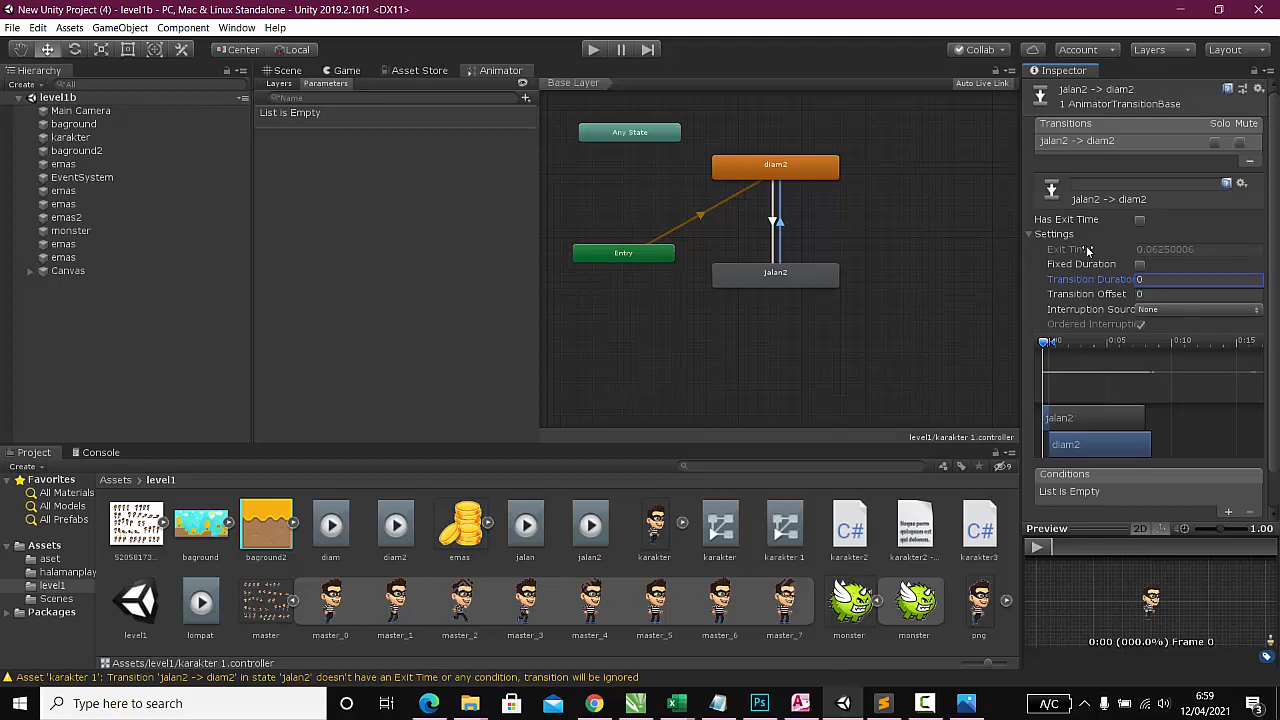 New Unity Project (4) - level1b - PC, Mac & Linux Standalone - Unity 2019.2.10f1 <DX11>
File Edit Assets GameObject Component Window Help
Center Local Collab Account Layers Layout
Hierarchy Scene Game Asset Store Animator Inspector
Create All Layers Parameters Base Layer Auto Live Link
level1b
Main Camera
baground
karakter
baground2
emas
EventSystem
emas
emas
emas2
monster
emas
emas
Canvas
Name
List is Empty
Any State
diam2
Entry
jalan2
level1/karakter 1.controller
jalan2 -> diam2
1 AnimatorTransitionBase
Transitions Solo Mute
jalan2 -> diam2
jalan2 -> diam2
Has Exit Time
Settings
Exit Time 0.06250006
Fixed Duration
Transition Duratio 0
Transition Offset 0
Interruption Sourc None
Ordered Interrupti
0:05 0:10 0:15
jalan2
diam2
Conditions
List is Empty
Preview 2D 1.00
0:00 (000.0%) Frame 0
Project Console
Create 9
Favorites
All Materials
All Models
All Prefabs
Assets
aset
halamanplay
level1
Scenes
Packages
Assets level1
52058173... baground baground2 diam diam2 emas jalan jalan2 karakter karakter karakter 1 karakter2 karakter2 -... karakter3
level1 lompat master master_0 master_1 master_2 master_3 master_4 master_5 master_6 master_7 monster monster png
Assets/level1/karakter 1.controller
Asset 'karakter 1': Transition 'jalan2 -> diam2' in state 'jalan2' doesn't have an Exit Time or any condition, transition will be ignored
Type here to search
A/C
6:59
12/04/2021